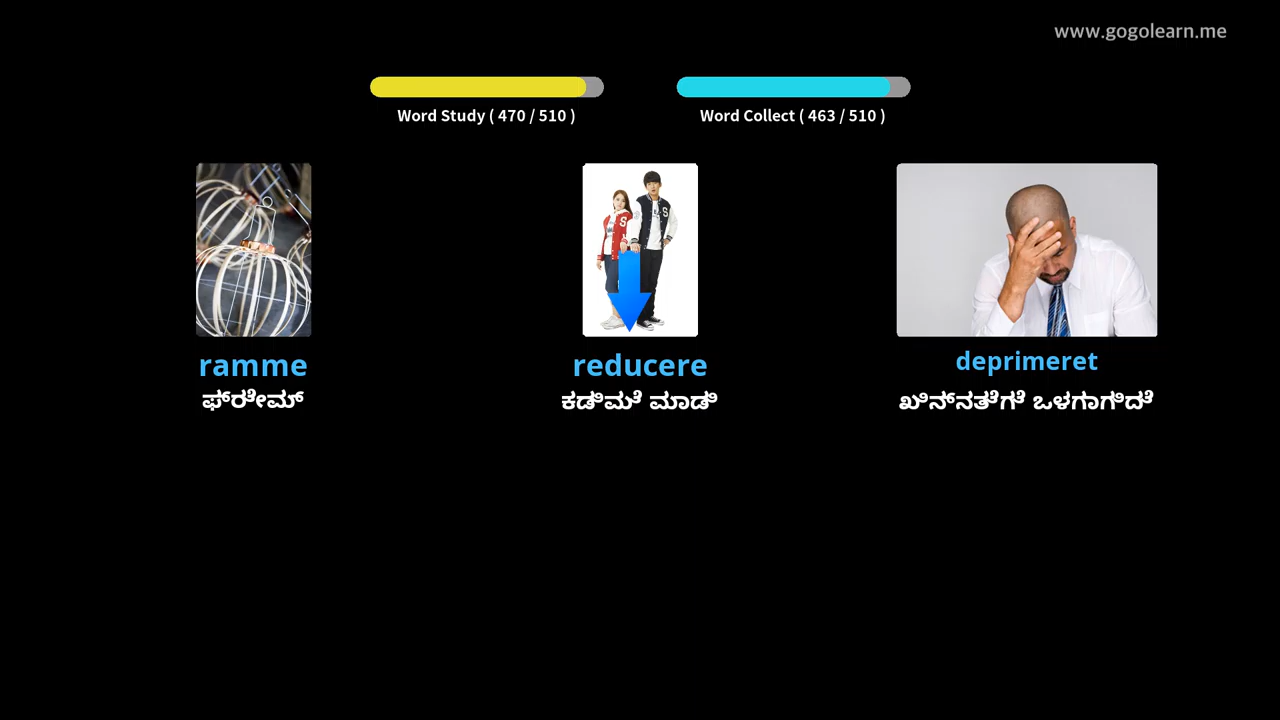 www.gogolearn.me
Word Study ( 470 / 510 )
Word Collect ( 463 / 510 )
S
S
ramme
reducere
deprimeret
ಫ್ರೇಮ್
ಕಡಿಮೆ ಮಾಡಿ
ಖಿನ್ನತೆಗೆ ಒಳಗಾಗಿದೆ